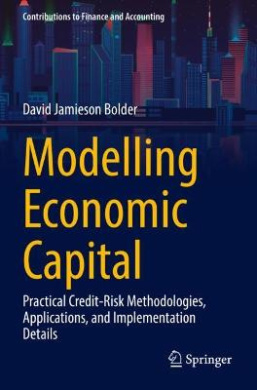 Contributions to Finance and Accounting
David Jamieson Bolder
Modelling
Economic
Capital
Practical Credit-Risk Methodologies,
Applications, and Implementation
Details
Springer